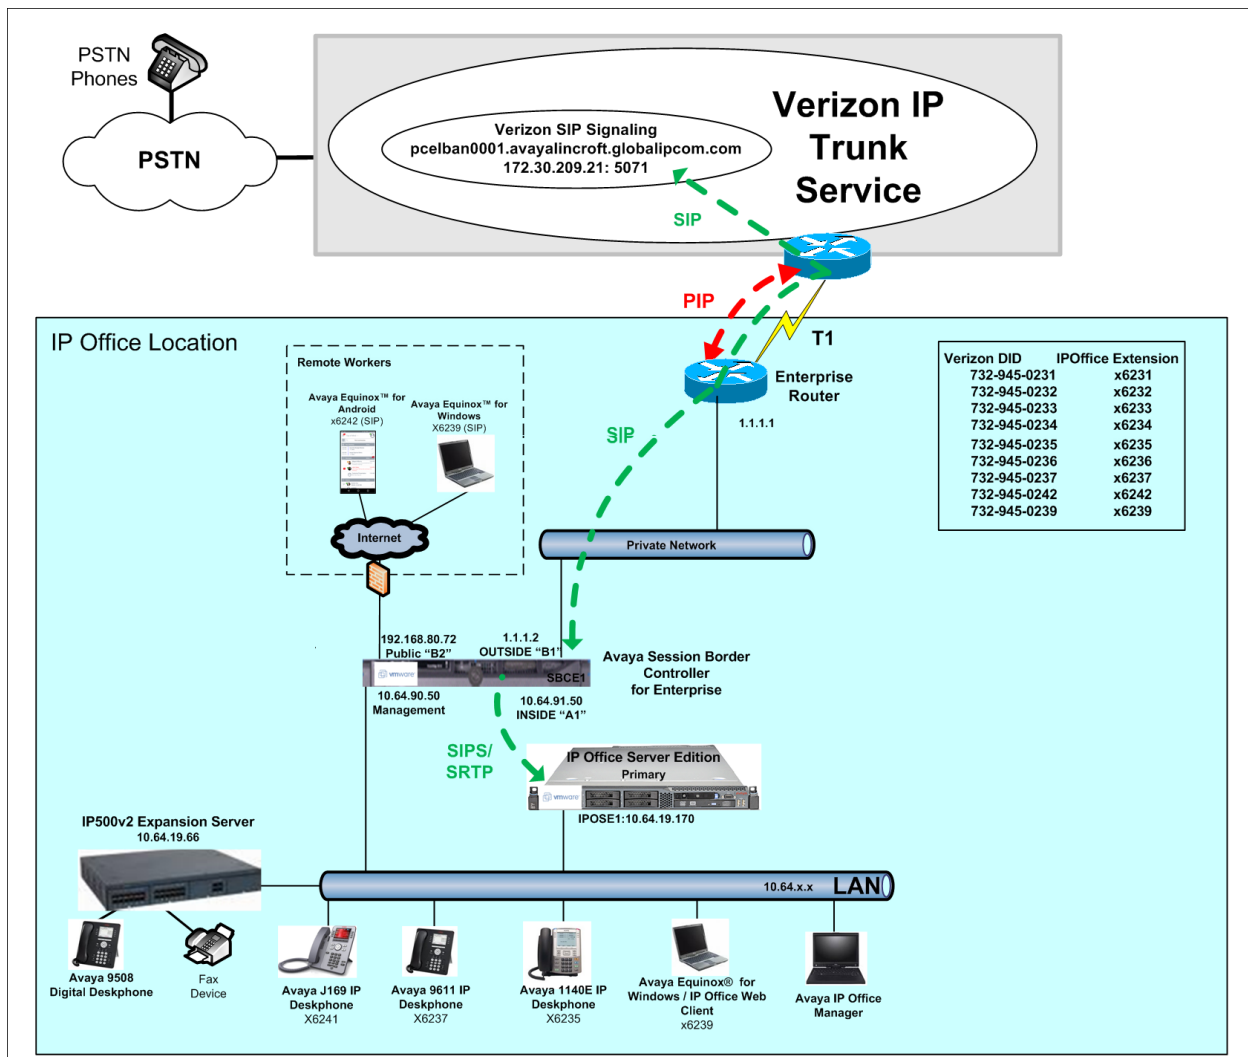 PSTN
Phones
PSTN
Verizon SIP Signaling
pcelban0001.avayalincroft.globalipcom.com
172.30.209.21: 5071
Verizon IP
Trunk
Service
SIP
PIP
T1
IP Office Location
Remote Workers
Avaya Equinox™ for
Android
x6242 (SIP)
Avaya Equinox™ for
Windows
X6239 (SIP)
Internet
Enterprise
Router
1.1.1.1
SIP
Private Network
Verizon DID IPOffice Extension
732-945-0231 x6231
732-945-0232 x6232
732-945-0233 x6233
732-945-0234 x6234
732-945-0235 x6235
732-945-0236 x6236
732-945-0237 x6237
732-945-0242 x6242
732-945-0239 x6239
192.168.80.72
Public “B2”
1.1.1.2
OUTSIDE “B1”
vmware
SBCE1
Avaya Session Border
Controller
for Enterprise
10.64.90.50
Management
10.64.91.50
INSIDE “A1”
SIPS/
SRTP
IP Office Server Edition
Primary
vmware
IPOSE1:10.64.19.170
IP500v2 Expansion Server
10.64.19.66
10.64.x.x LAN
Avaya 9508
Digital Deskphone
Fax
Device
Avaya J169 IP
Deskphone
X6241
Avaya 9611 IP
Deskphone
X6237
Avaya 1140E IP
Deskphone
X6235
Avaya Equinox® for
Windows / IP Office Web
Client
x6239
Avaya IP Office
Manager